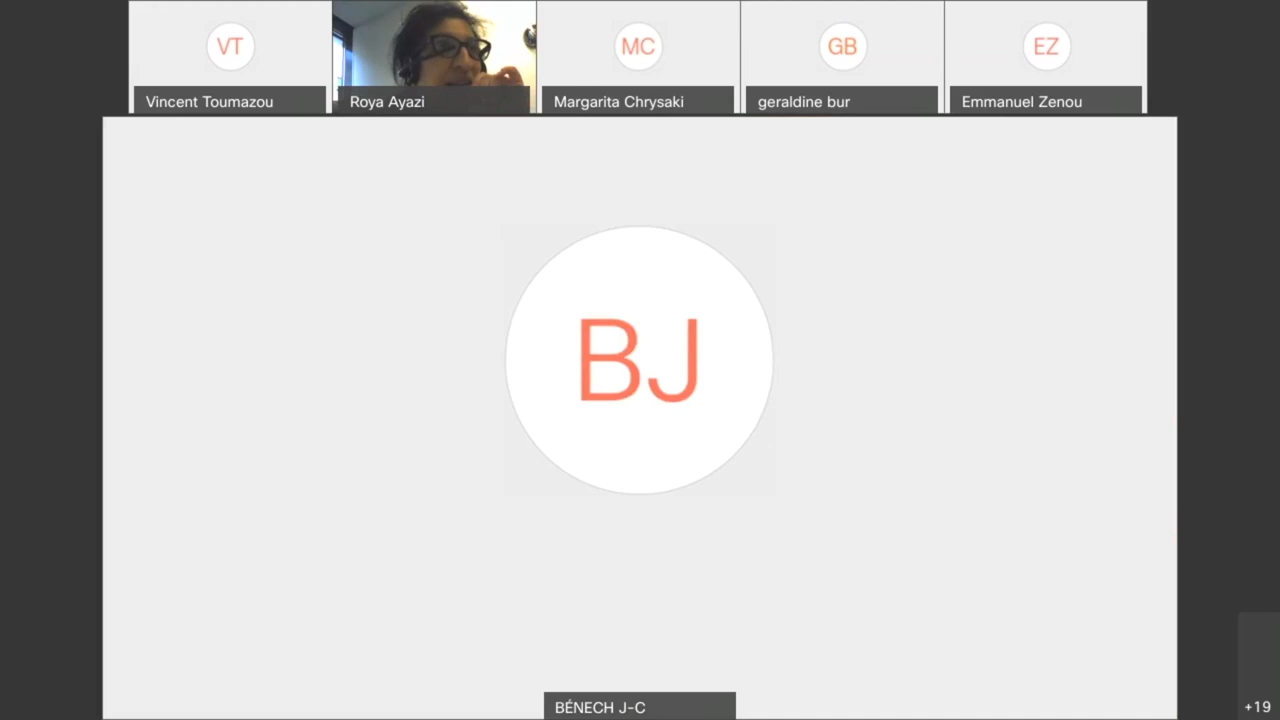 VT
Vincent Toumazou
Roya Ayazi
MC
Margarita Chrysaki
GB
geraldine bur
EZ
Emmanuel Zenou
BJ
BÉNECH J-C
+19